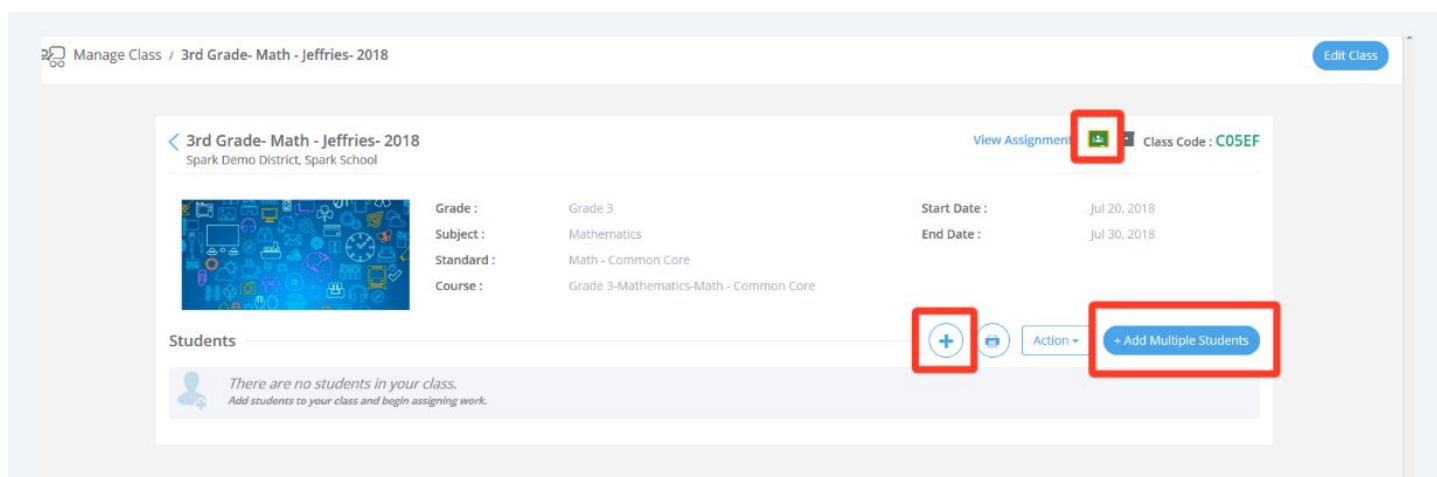 Manage Class / 3rd Grade- Math - Jeffries- 2018
Edit Class
3rd Grade- Math - Jeffries- 2018
View Assignment
Class Code : C05EF
Spark Demo District, Spark School
Grade : Grade 3
Start Date : Jul 20, 2018
Subject : Mathematics
End Date : Jul 30, 2018
Standard : Math - Common Core
Course : Grade 3-Mathematics-Math - Common Core
Students
Action
+ Add Multiple Students
There are no students in your class.
Add students to your class and begin assigning work.